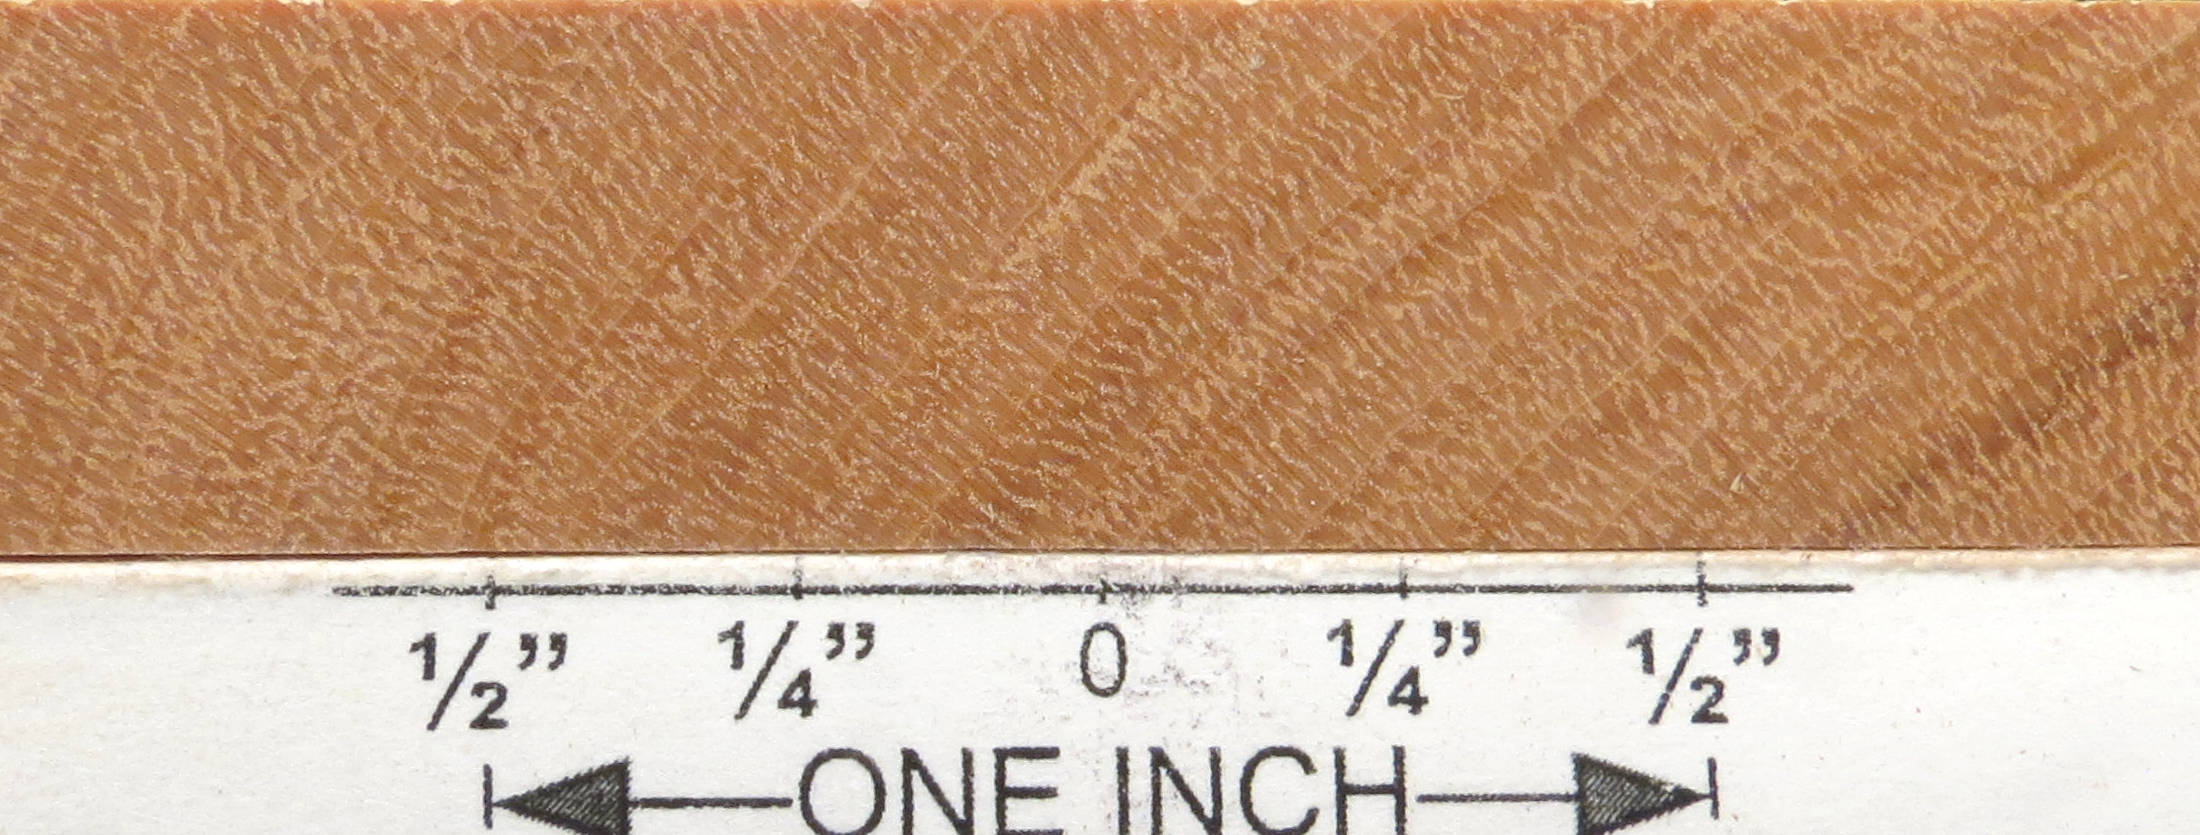 1/2” 1/4” 0 1/4” 1/2”
ONE INCH